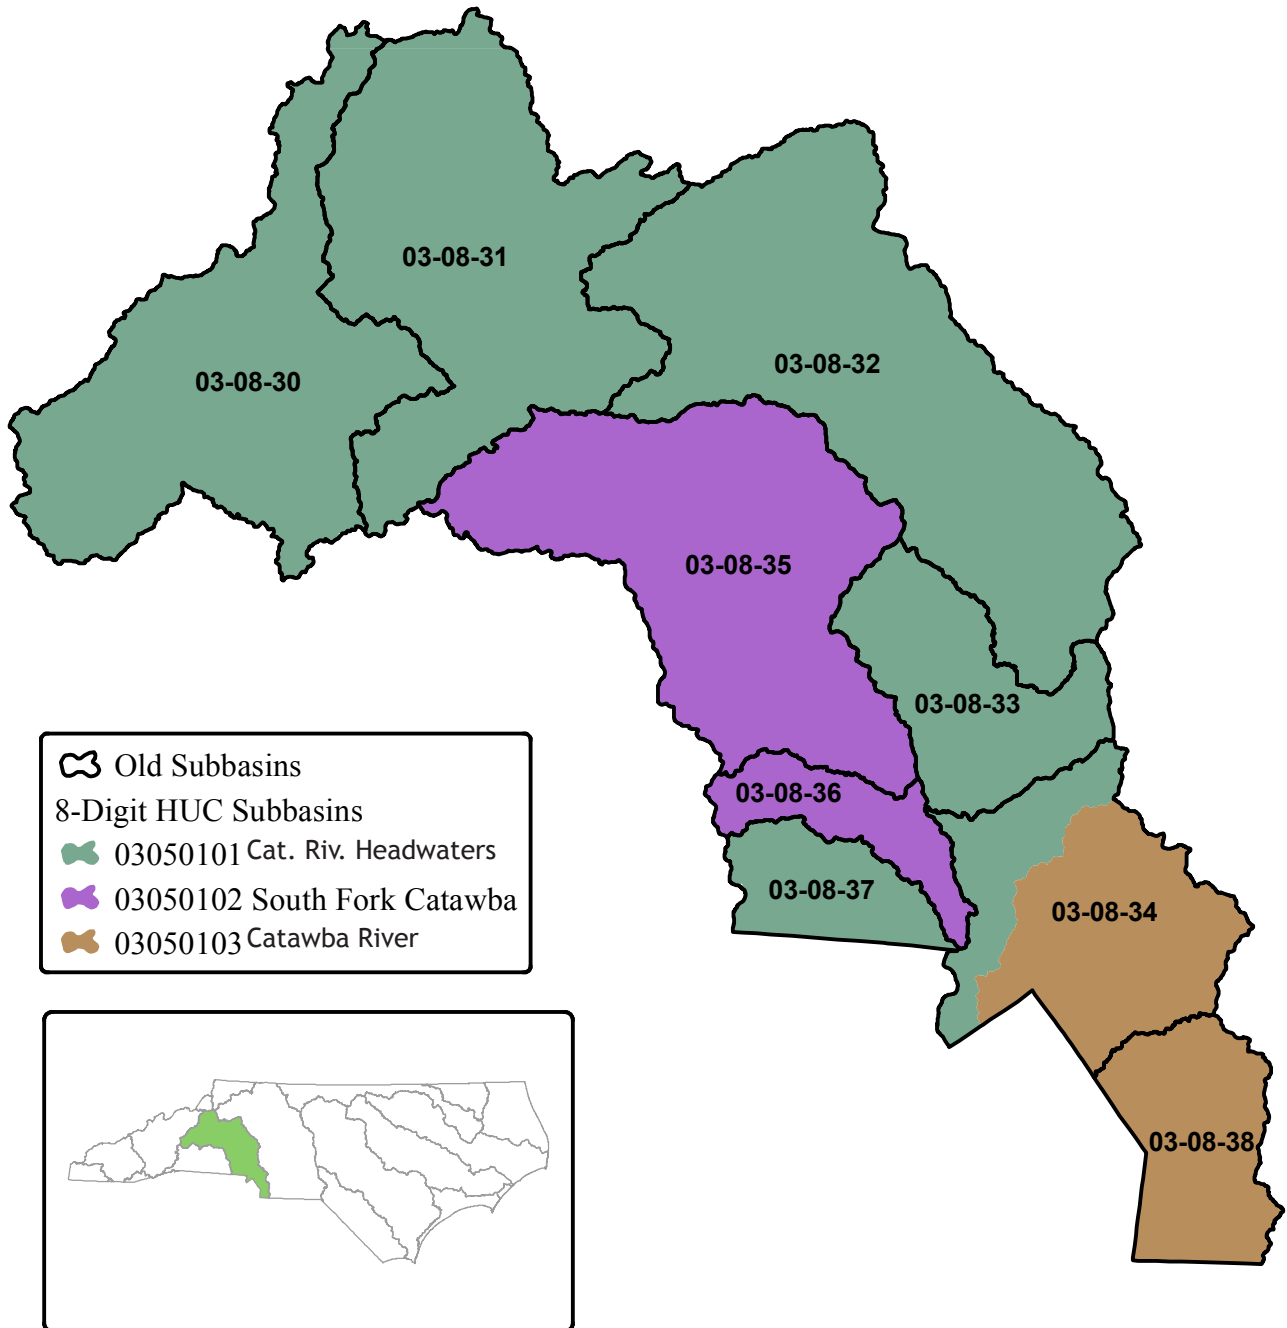 03-08-31
03-08-32
03-08-30
03-08-35
03-08-33
03-08-36
03-08-37
03-08-34
03-08-38
Old Subbasins
8-Digit HUC Subbasins
03050101 Cat. Riv. Headwaters
03050102 South Fork Catawba
03050103 Catawba River